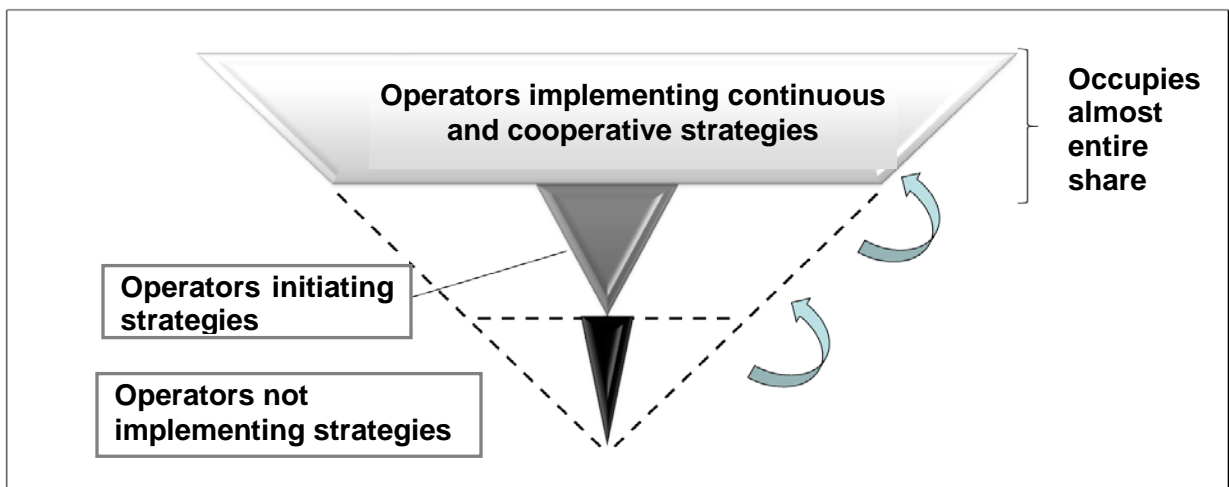 Operators implementing continuous
and cooperative strategies
Occupies
almost
entire
share
Operators initiating
strategies
Operators not
implementing strategies